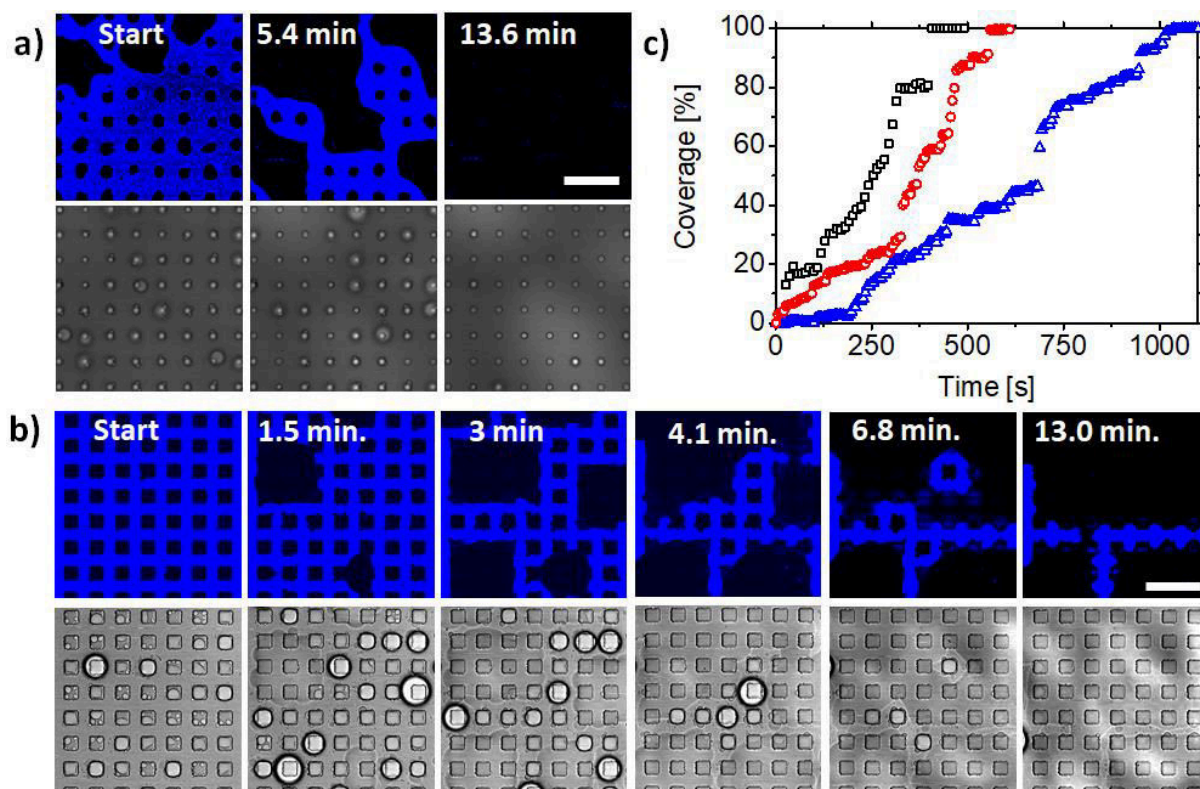 a)
Start
5.4 min
13.6 min
c)
100
80
60
40
20
0
Coverage [%]
0
250
500
750
1000
Time [s]
b)
Start
1.5 min.
3 min
4.1 min.
6.8 min.
13.0 min.